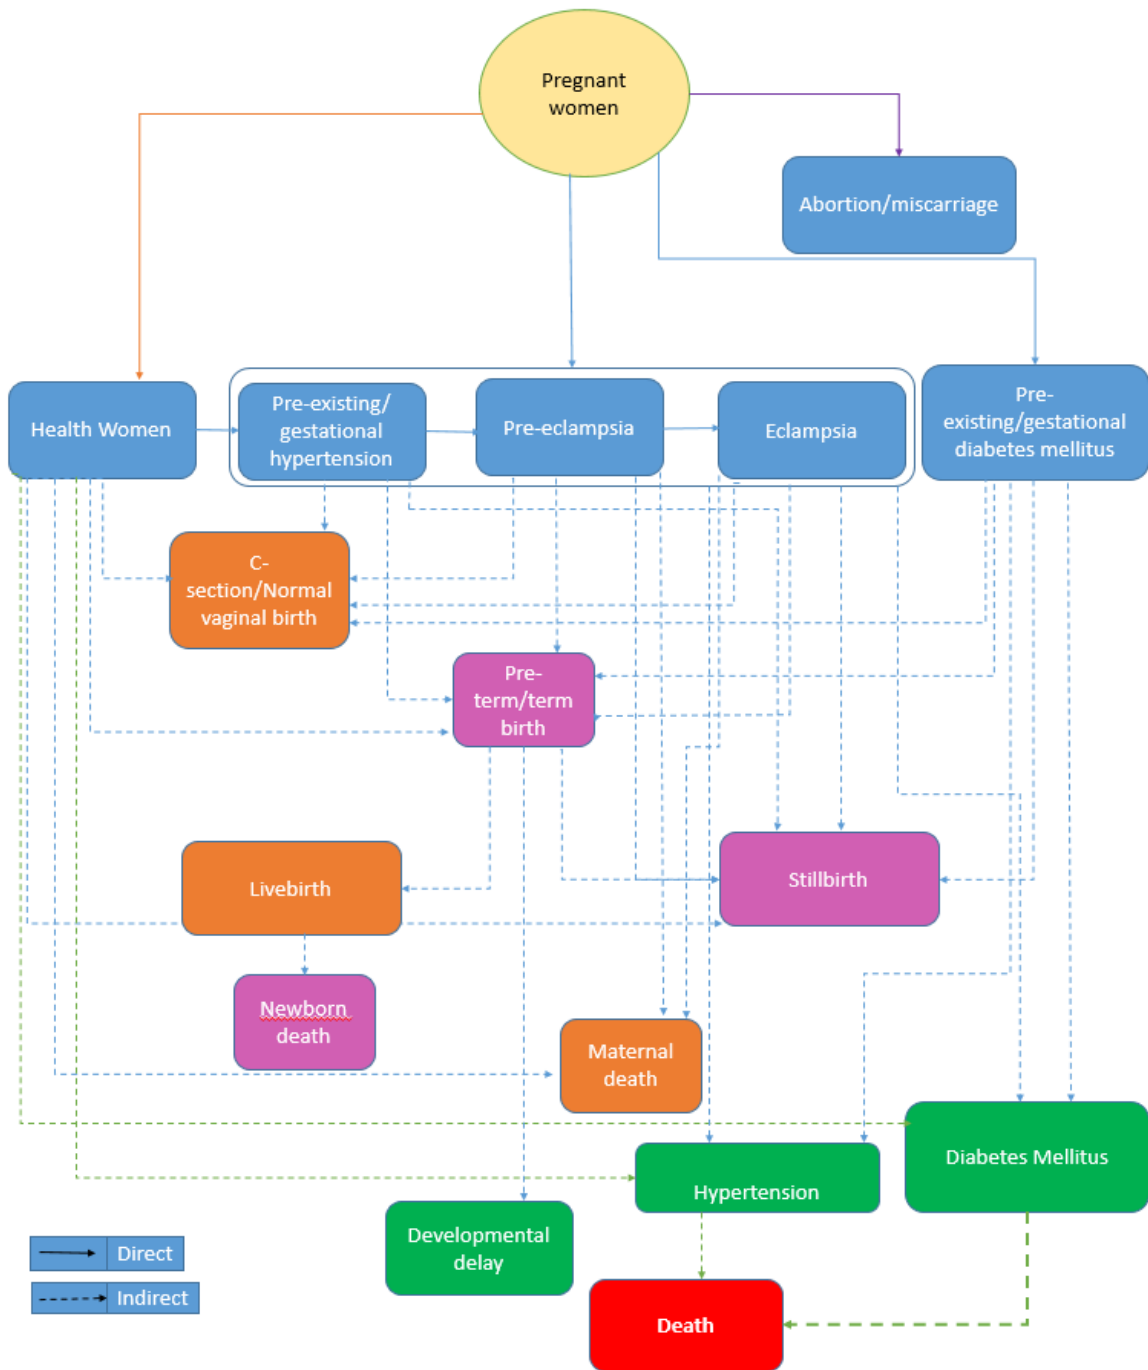 Pregnant
women
Abortion/miscarriage
Health Women
Pre-existing/
gestational
hypertension
Pre-eclampsia
Eclampsia
Pre-
existing/gestational
diabetes mellitus
C-
section/Normal
vaginal birth
Pre-
term/term
birth
Livebirth
Stillbirth
Newborn
death
Maternal
death
Diabetes Mellitus
Hypertension
Developmental
delay
Direct
Indirect
Death